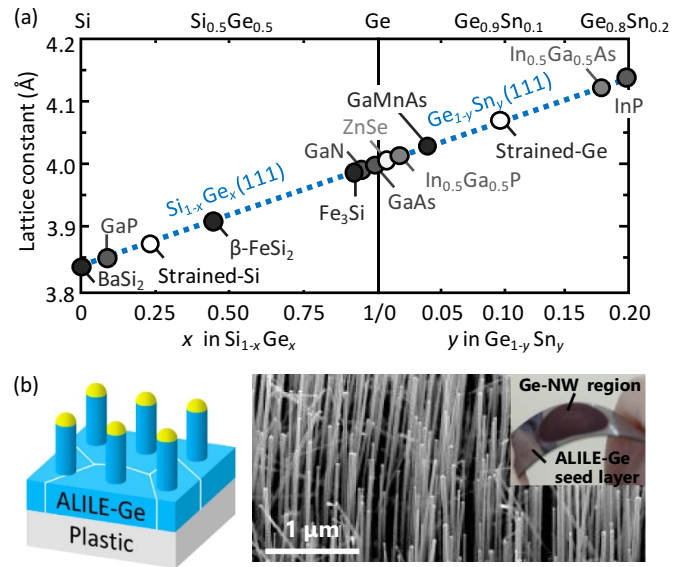 (a)
Si Si0.5Ge0.5 Ge Ge0.9Sn0.1 Ge0.8Sn0.2
Lattice constant (Å)
4.2
4.1
4.0
3.9
3.8
In0.5Ga0.5As
GaMnAs
Ge1-ySny(111)
InP
ZnSe
Strained-Ge
GaN
Si1-xGex(111)
In0.5Ga0.5P
Fe3Si
GaAs
GaP
β-FeSi2
BaSi2
Strained-Si
0 0.25 0.50 0.75 1/0 0.05 0.10 0.15 0.20
x in Si1-xGex
y in Ge1-ySny
(b)
ALILE-Ge
Plastic
Ge-NW region
ALILE-Ge
seed layer
1 μm